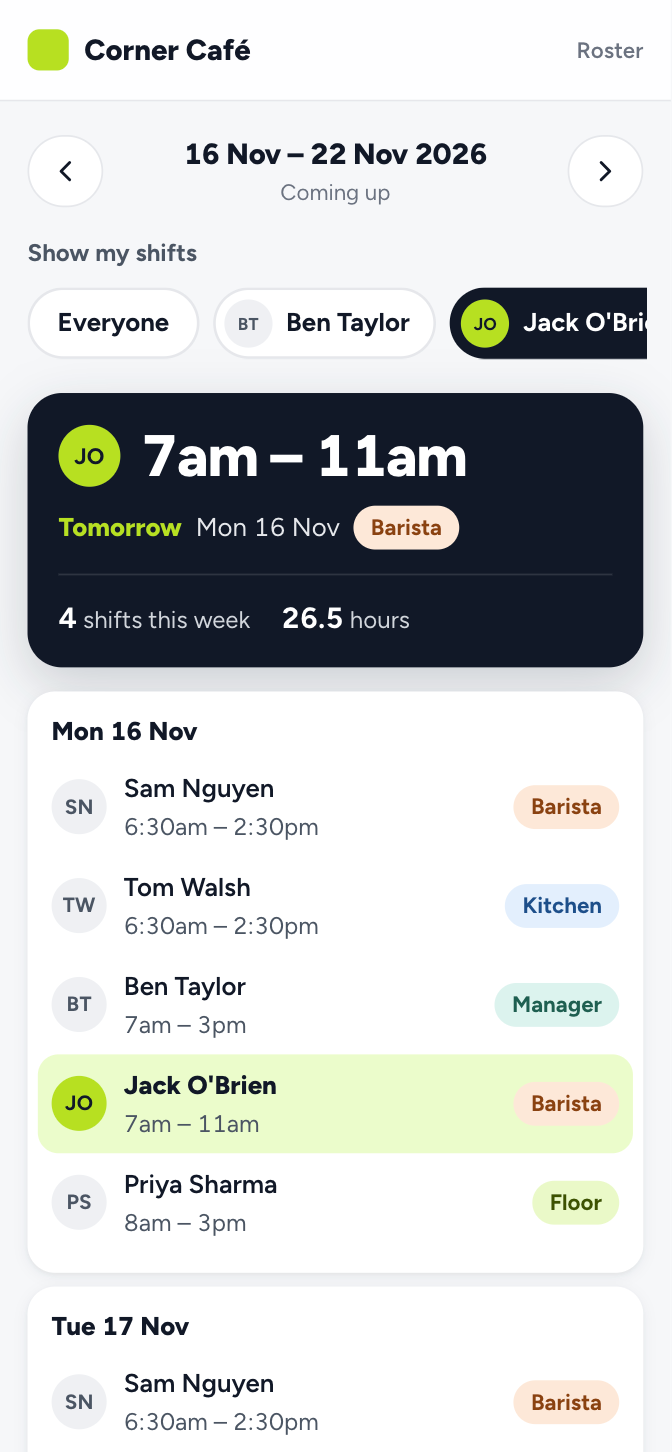 Corner Café
Roster
16 Nov – 22 Nov 2026
Coming up
Show my shifts
Everyone
BT Ben Taylor
JO Jack O'Brie
JO 7am – 11am
Tomorrow Mon 16 Nov Barista
4 shifts this week 26.5 hours
Mon 16 Nov
SN Sam Nguyen
6:30am – 2:30pm
Barista
TW Tom Walsh
6:30am – 2:30pm
Kitchen
BT Ben Taylor
7am – 3pm
Manager
JO Jack O'Brien
7am – 11am
Barista
PS Priya Sharma
8am – 3pm
Floor
Tue 17 Nov
SN Sam Nguyen
6:30am – 2:30pm
Barista